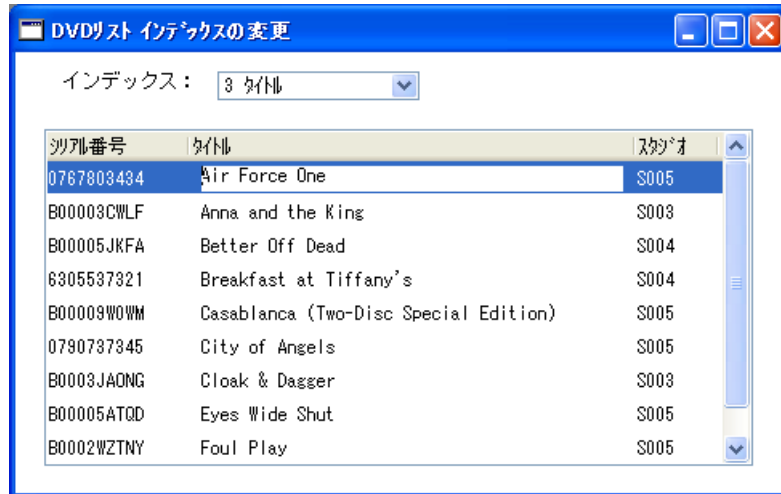 DVDﾘｽﾄ ｲﾝﾃﾞｯｸｽの変更
インデックス： 3 ﾀｲﾄﾙ
ｼﾘｱﾙ番号 ﾀｲﾄﾙ ｽﾀｼﾞｵ
0767803434 Air Force One S005
B00003CWLF Anna and the King S003
B00005JKFA Better Off Dead S004
6305537321 Breakfast at Tiffany's S004
B00009W0WM Casablanca (Two-Disc Special Edition) S005
0790737345 City of Angels S005
B0003JAONG Cloak & Dagger S003
B00005ATQD Eyes Wide Shut S005
B0002WZTNY Foul Play S005